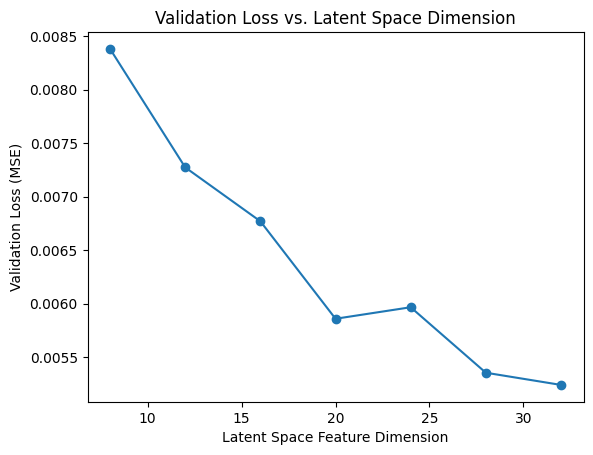 Validation Loss vs. Latent Space Dimension
Validation Loss (MSE)
0.0085
0.0080
0.0075
0.0070
0.0065
0.0060
0.0055
10 15 20 25 30
Latent Space Feature Dimension